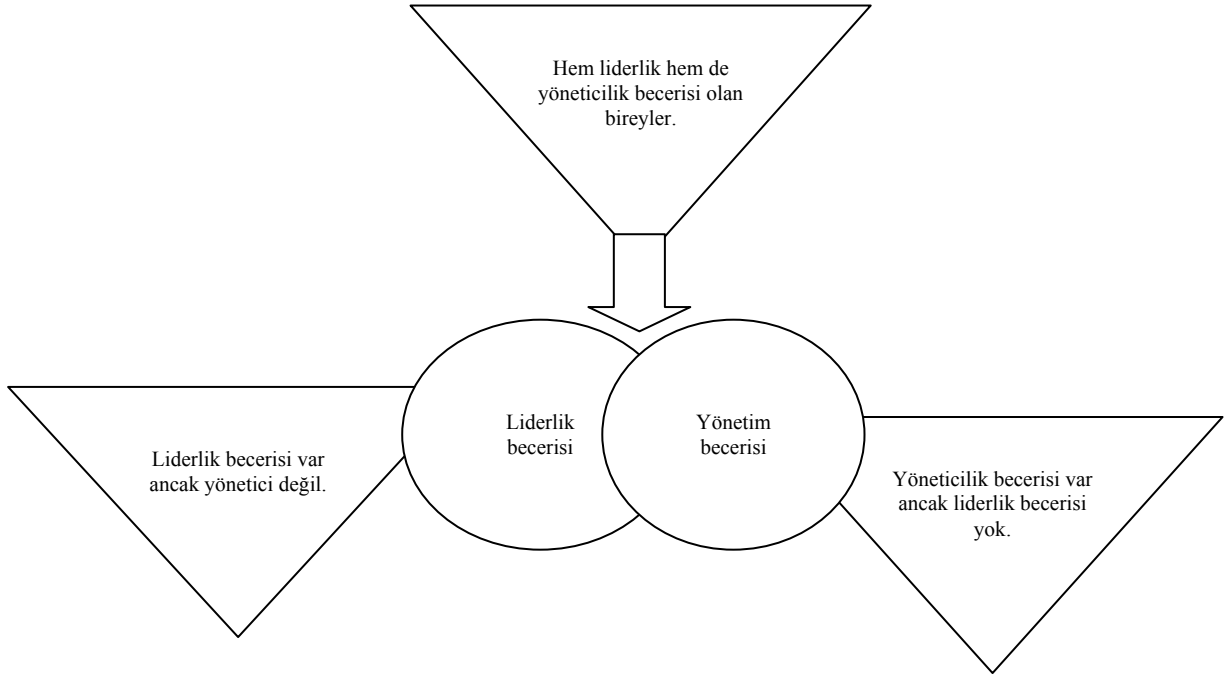 Hem liderlik hem de
yöneticilik becerisi olan
bireyler.
Liderlik
becerisi
Yönetim
becerisi
Liderlik becerisi var
ancak yönetici değil.
Yöneticilik becerisi var
ancak liderlik becerisi
yok.